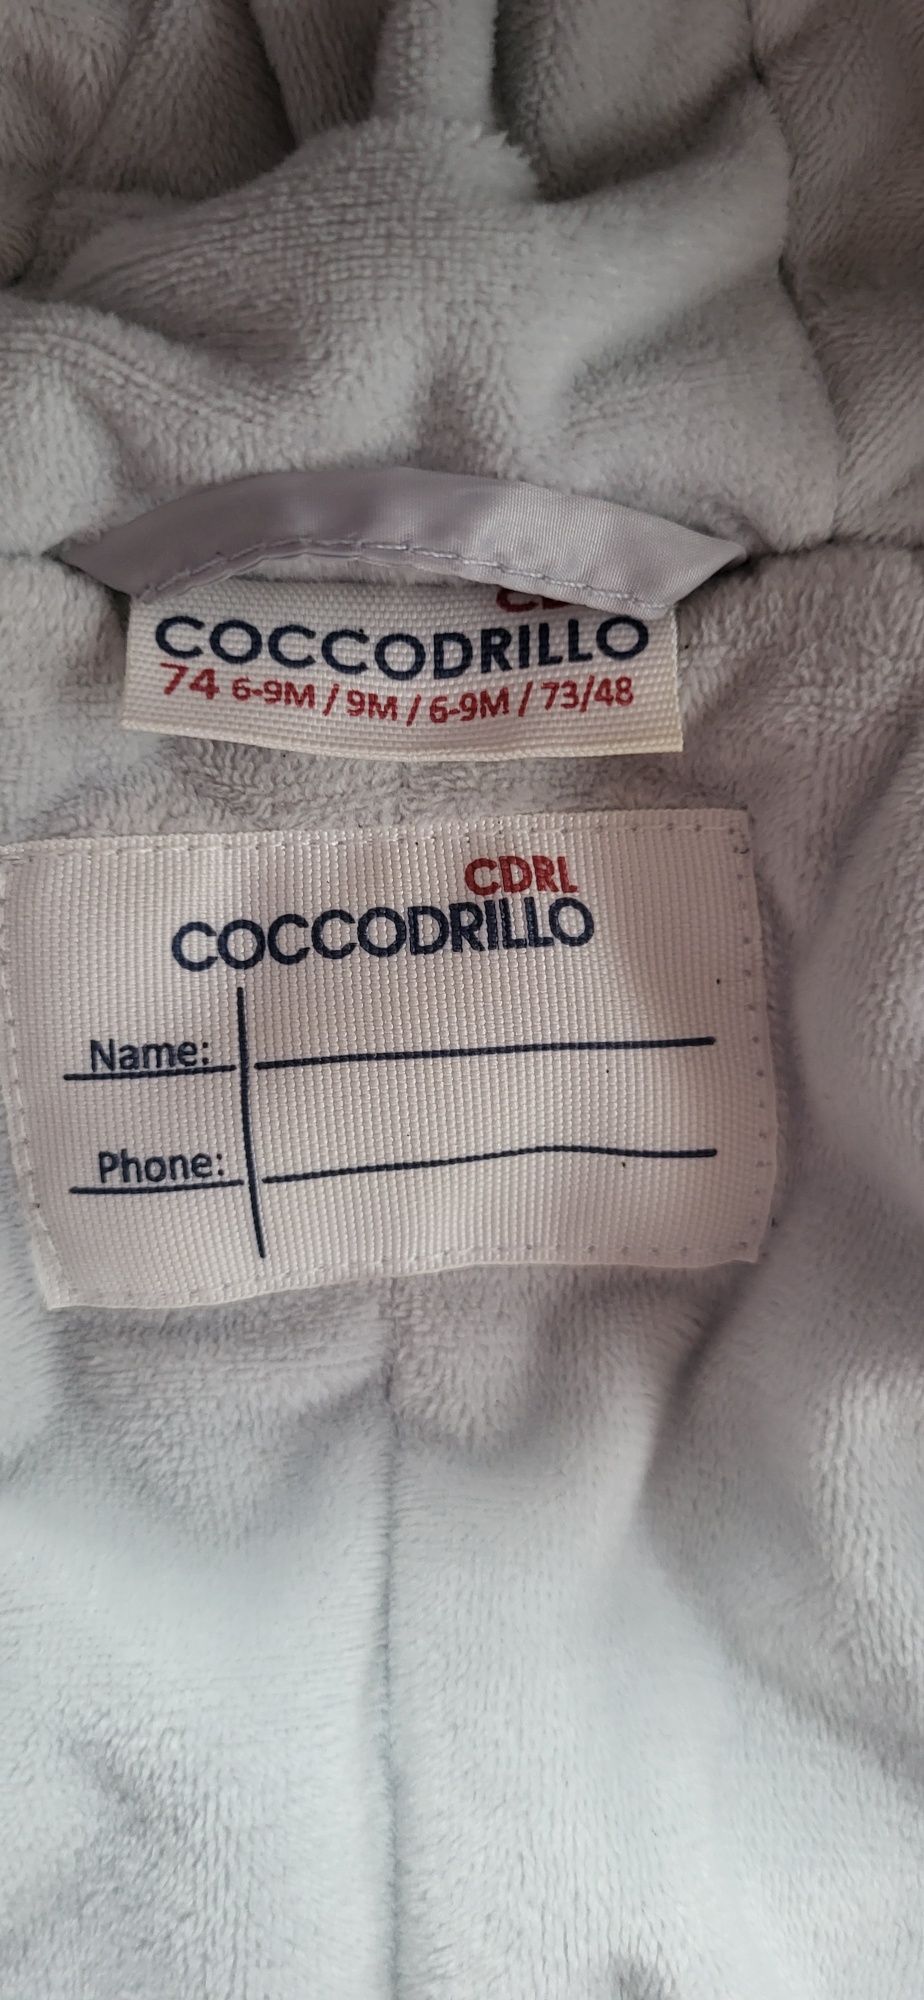 COCCODRILLO
74 6-9M / 9M / 6-9M / 73/48
CDRL
COCCODRILLO
Name:
Phone: